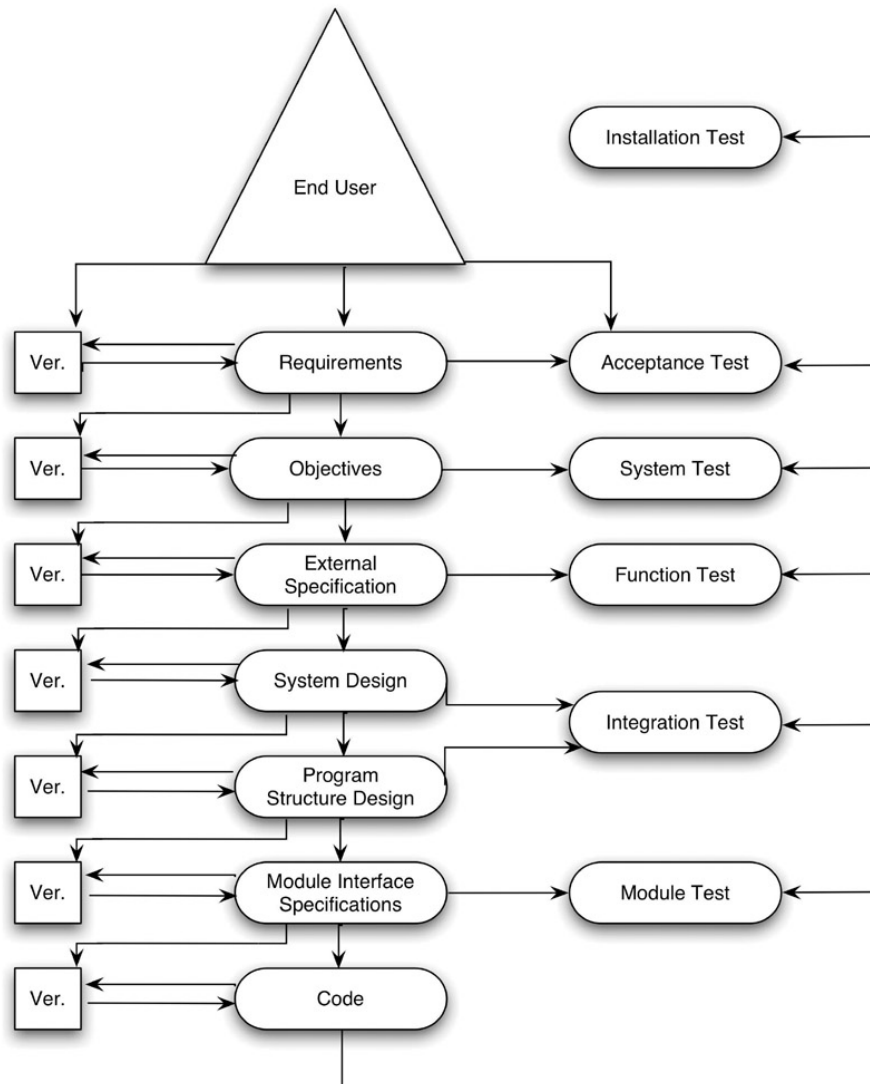 Installation Test
End User
Ver.
Requirements
Acceptance Test
Ver.
Objectives
System Test
Ver.
External
Specification
Function Test
Ver.
System Design
Integration Test
Ver.
Program
Structure Design
Ver.
Module Interface
Specifications
Module Test
Ver.
Code